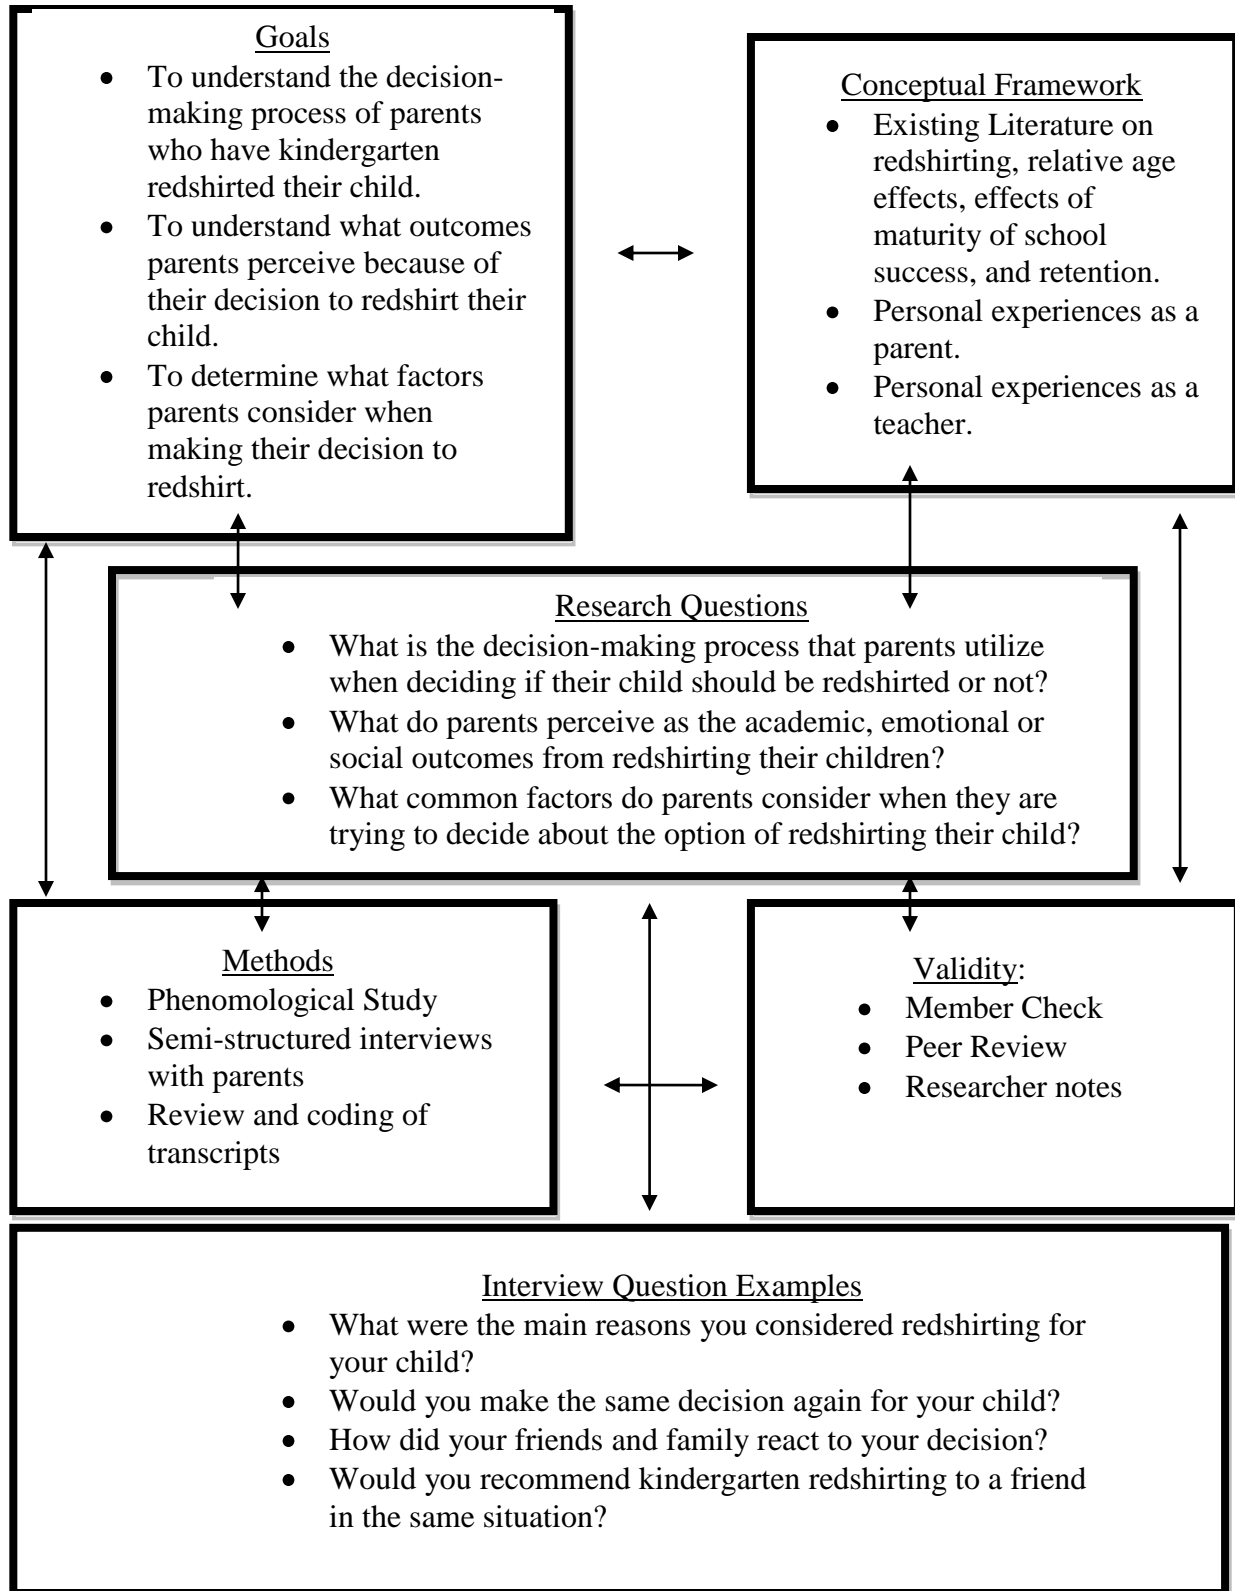 Goals
• To understand the decision-
making process of parents
who have kindergarten
redshirted their child.
• To understand what outcomes
parents perceive because of
their decision to redshirt their
child.
• To determine what factors
parents consider when
making their decision to
redshirt.
Conceptual Framework
• Existing Literature on
redshirting, relative age
effects, effects of
maturity of school
success, and retention.
• Personal experiences as a
parent.
• Personal experiences as a
teacher.
Research Questions
• What is the decision-making process that parents utilize
when deciding if their child should be redshirted or not?
• What do parents perceive as the academic, emotional or
social outcomes from redshirting their children?
• What common factors do parents consider when they are
trying to decide about the option of redshirting their child?
Methods
• Phenomological Study
• Semi-structured interviews
with parents
• Review and coding of
transcripts
Validity:
• Member Check
• Peer Review
• Researcher notes
Interview Question Examples
• What were the main reasons you considered redshirting for
your child?
• Would you make the same decision again for your child?
• How did your friends and family react to your decision?
• Would you recommend kindergarten redshirting to a friend
in the same situation?